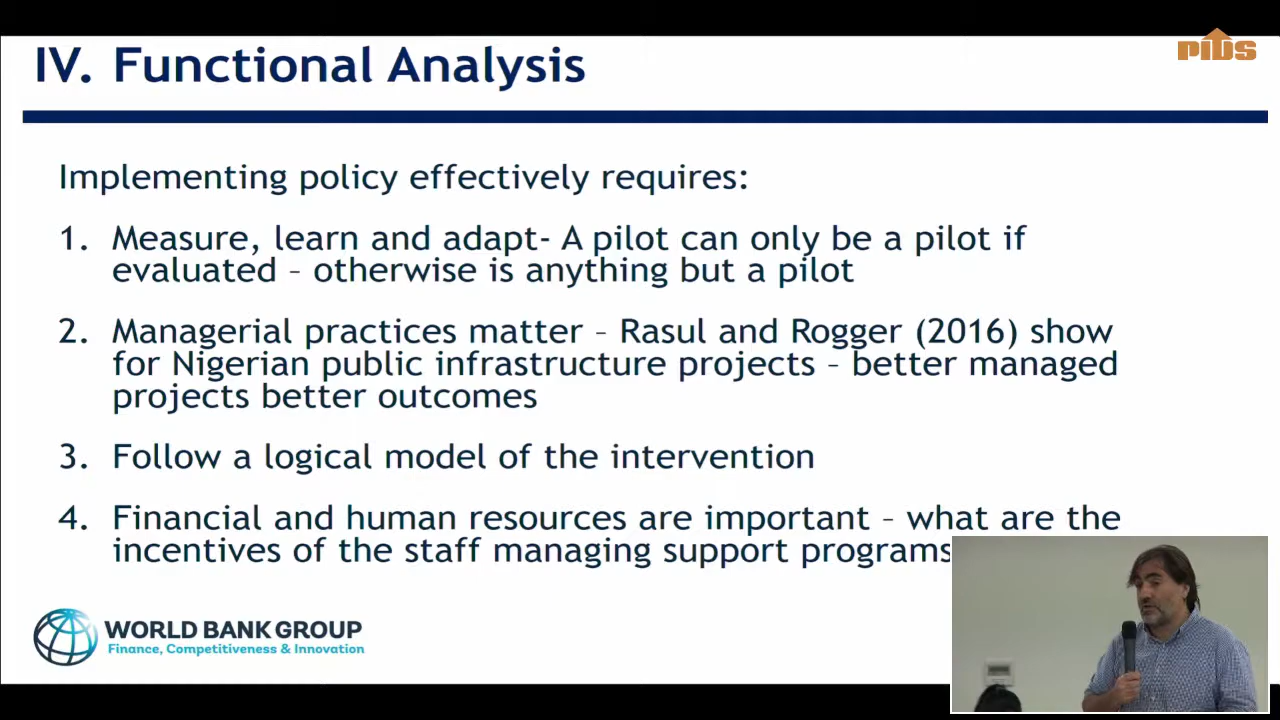 IV. Functional Analysis
PIDS
Implementing policy effectively requires:
1. Measure, learn and adapt- A pilot can only be a pilot if
evaluated – otherwise is anything but a pilot
2. Managerial practices matter – Rasul and Rogger (2016) show
for Nigerian public infrastructure projects – better managed
projects better outcomes
3. Follow a logical model of the intervention
4. Financial and human resources are important – what are the
incentives of the staff managing support programs
WORLD BANK GROUP
Finance, Competitiveness & Innovation